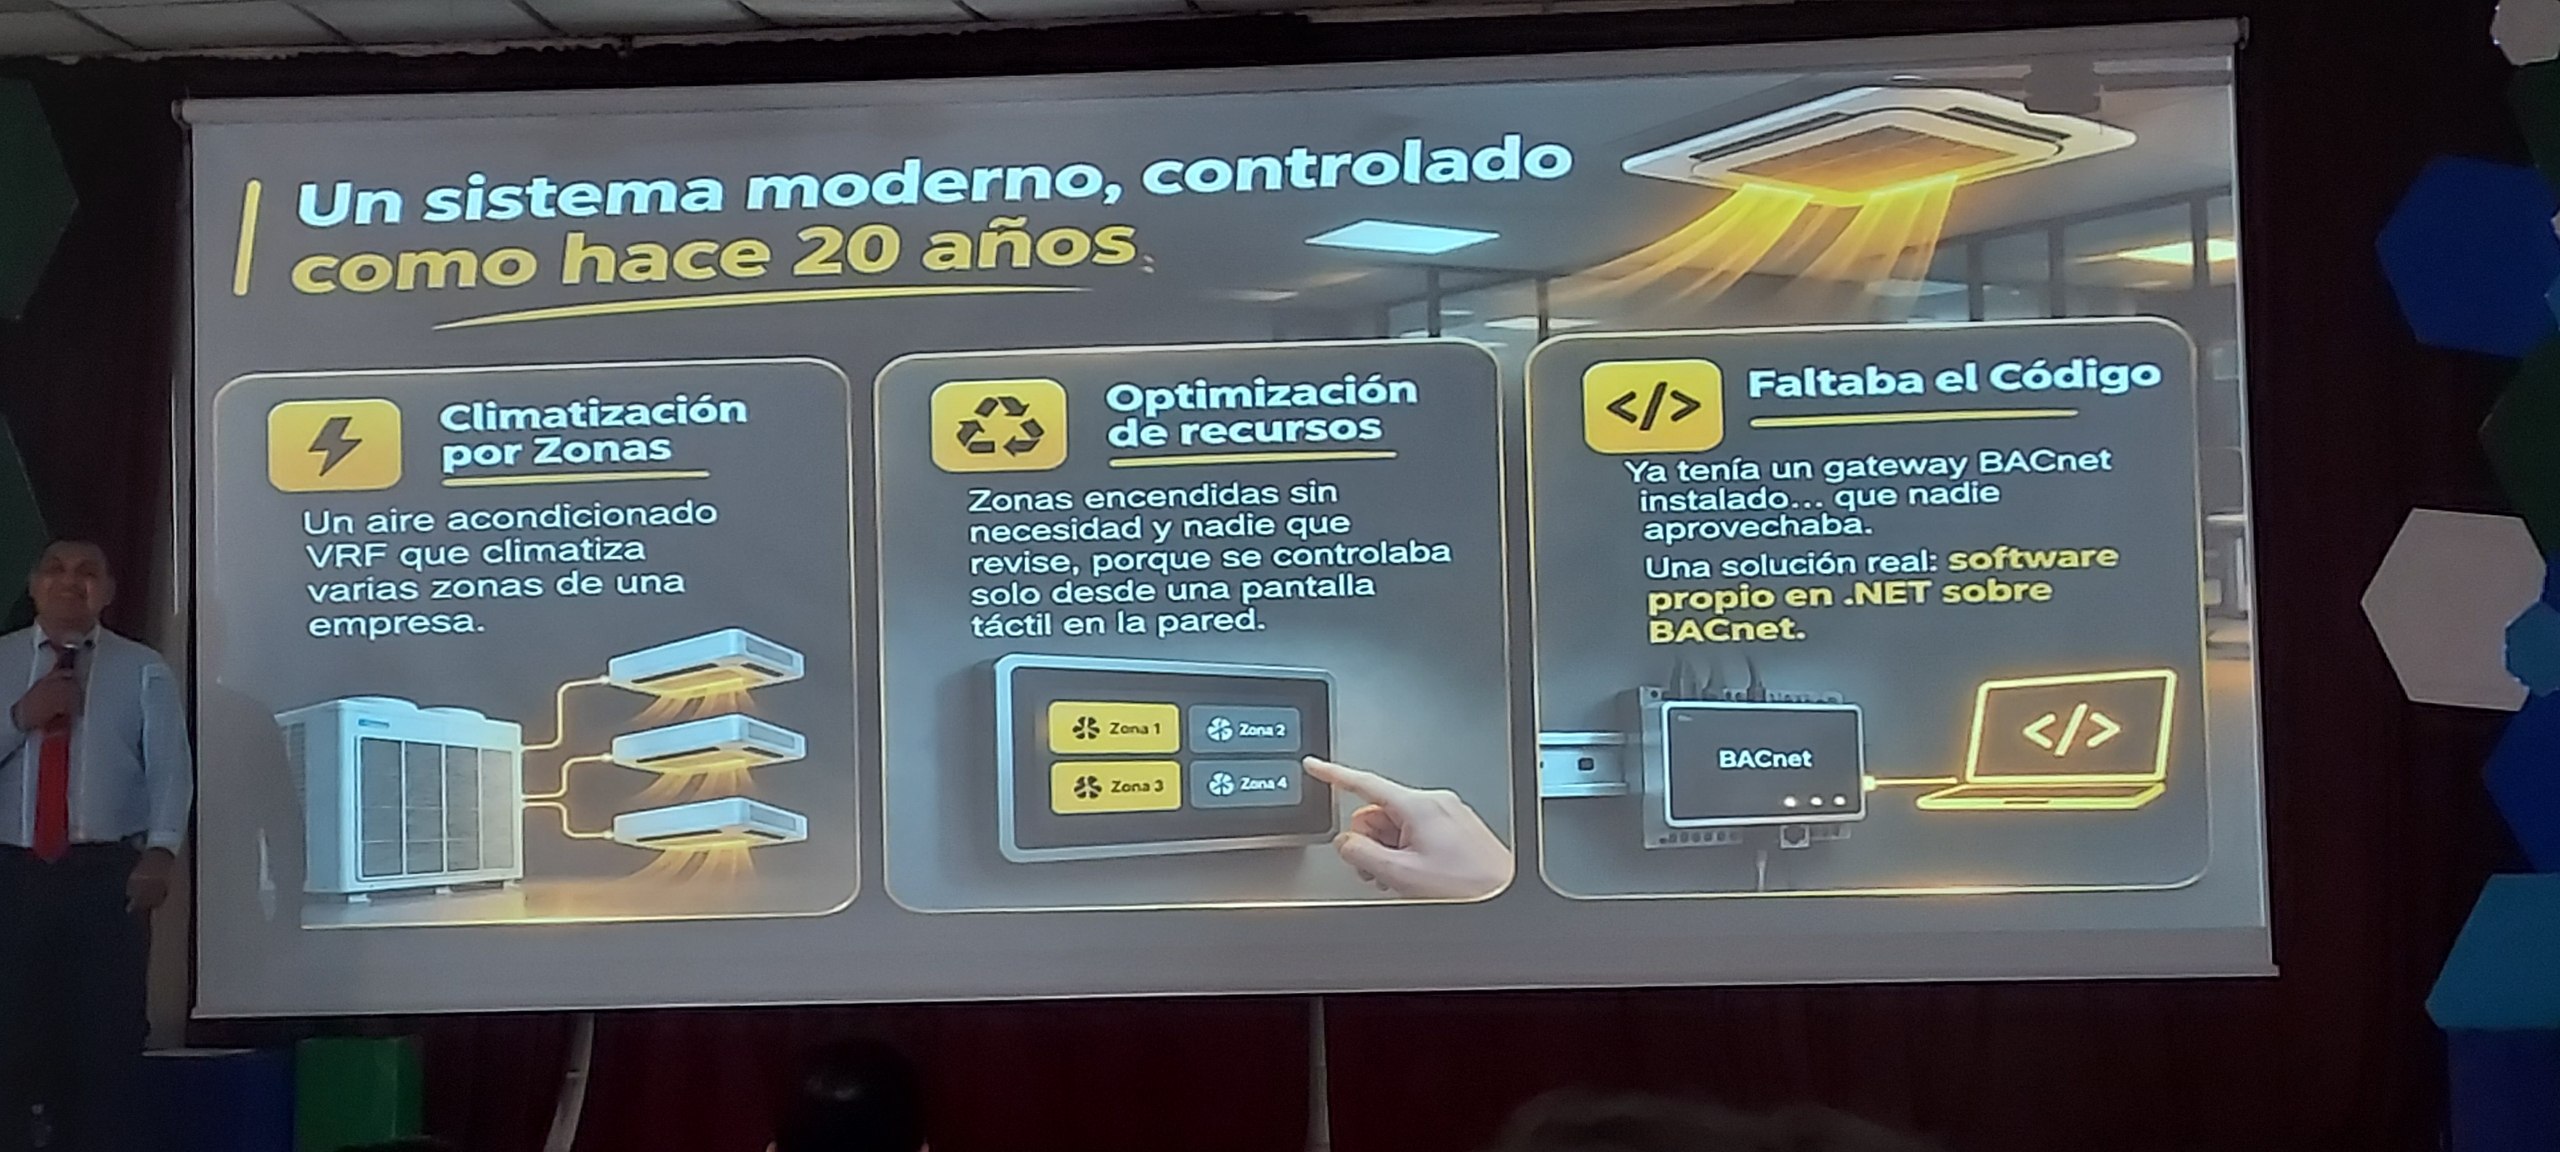 Un sistema moderno, controlado
como hace 20 años.
Climatización
por Zonas
Un aire acondicionado
VRF que climatiza
varias zonas de una
empresa.
Optimización
de recursos
Zonas encendidas sin
necesidad y nadie que
revise, porque se controlaba
solo desde una pantalla
táctil en la pared.
Zona 1
Zona 2
Zona 3
Zona 4
</> Faltaba el Código
Ya tenía un gateway BACnet
instalado... que nadie
aprovechaba.
Una solución real: software
propio en .NET sobre
BACnet.
BACnet
</>